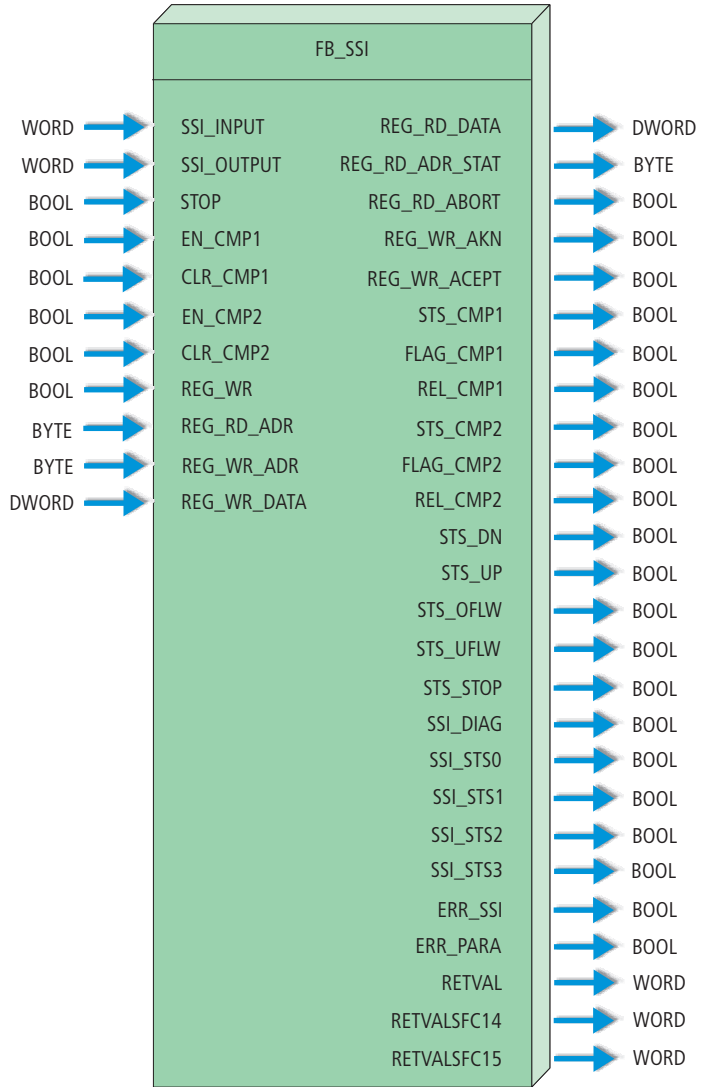 FB_SSI
WORD SSI_INPUT REG_RD_DATA DWORD
WORD SSI_OUTPUT REG_RD_ADR_STAT BYTE
BOOL STOP REG_RD_ABORT BOOL
BOOL EN_CMP1 REG_WR_AKN BOOL
BOOL CLR_CMP1 REG_WR_ACEPT BOOL
BOOL EN_CMP2 STS_CMP1 BOOL
BOOL CLR_CMP2 FLAG_CMP1 BOOL
BOOL REG_WR REL_CMP1 BOOL
BYTE REG_RD_ADR STS_CMP2 BOOL
BYTE REG_WR_ADR FLAG_CMP2 BOOL
DWORD REG_WR_DATA REL_CMP2 BOOL
STS_DN BOOL
STS_UP BOOL
STS_OFLW BOOL
STS_UFLW BOOL
STS_STOP BOOL
SSI_DIAG BOOL
SSI_STS0 BOOL
SSI_STS1 BOOL
SSI_STS2 BOOL
SSI_STS3 BOOL
ERR_SSI BOOL
ERR_PARA BOOL
RETVAL WORD
RETVALSFC14 WORD
RETVALSFC15 WORD